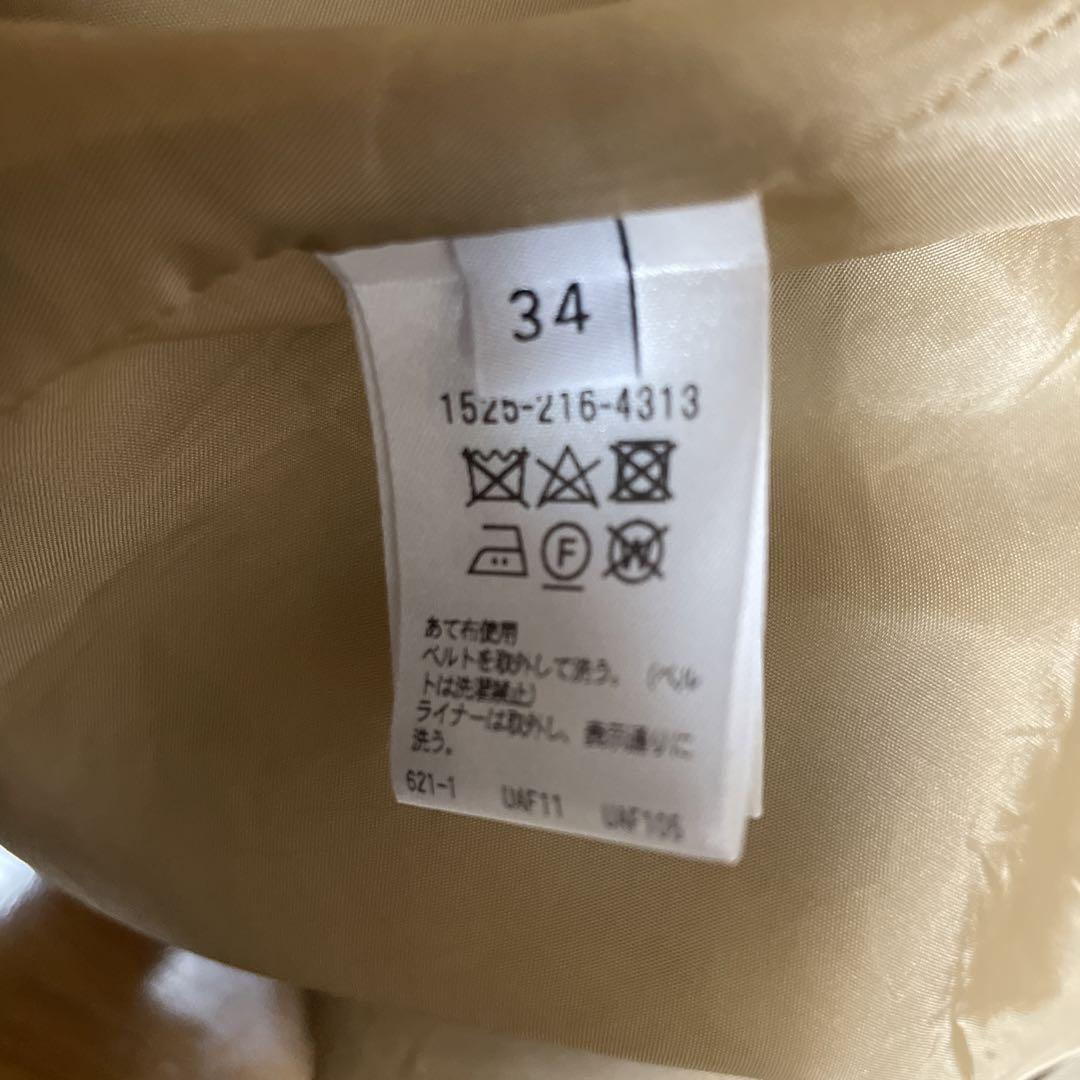 34
1525-216-4313
F
W
あて布使用
ベルトを取外して洗う。(ベル
トは洗濯禁止)
ライナーは取外し、表示通りに
洗う。
621-1 UAF11 UAF105